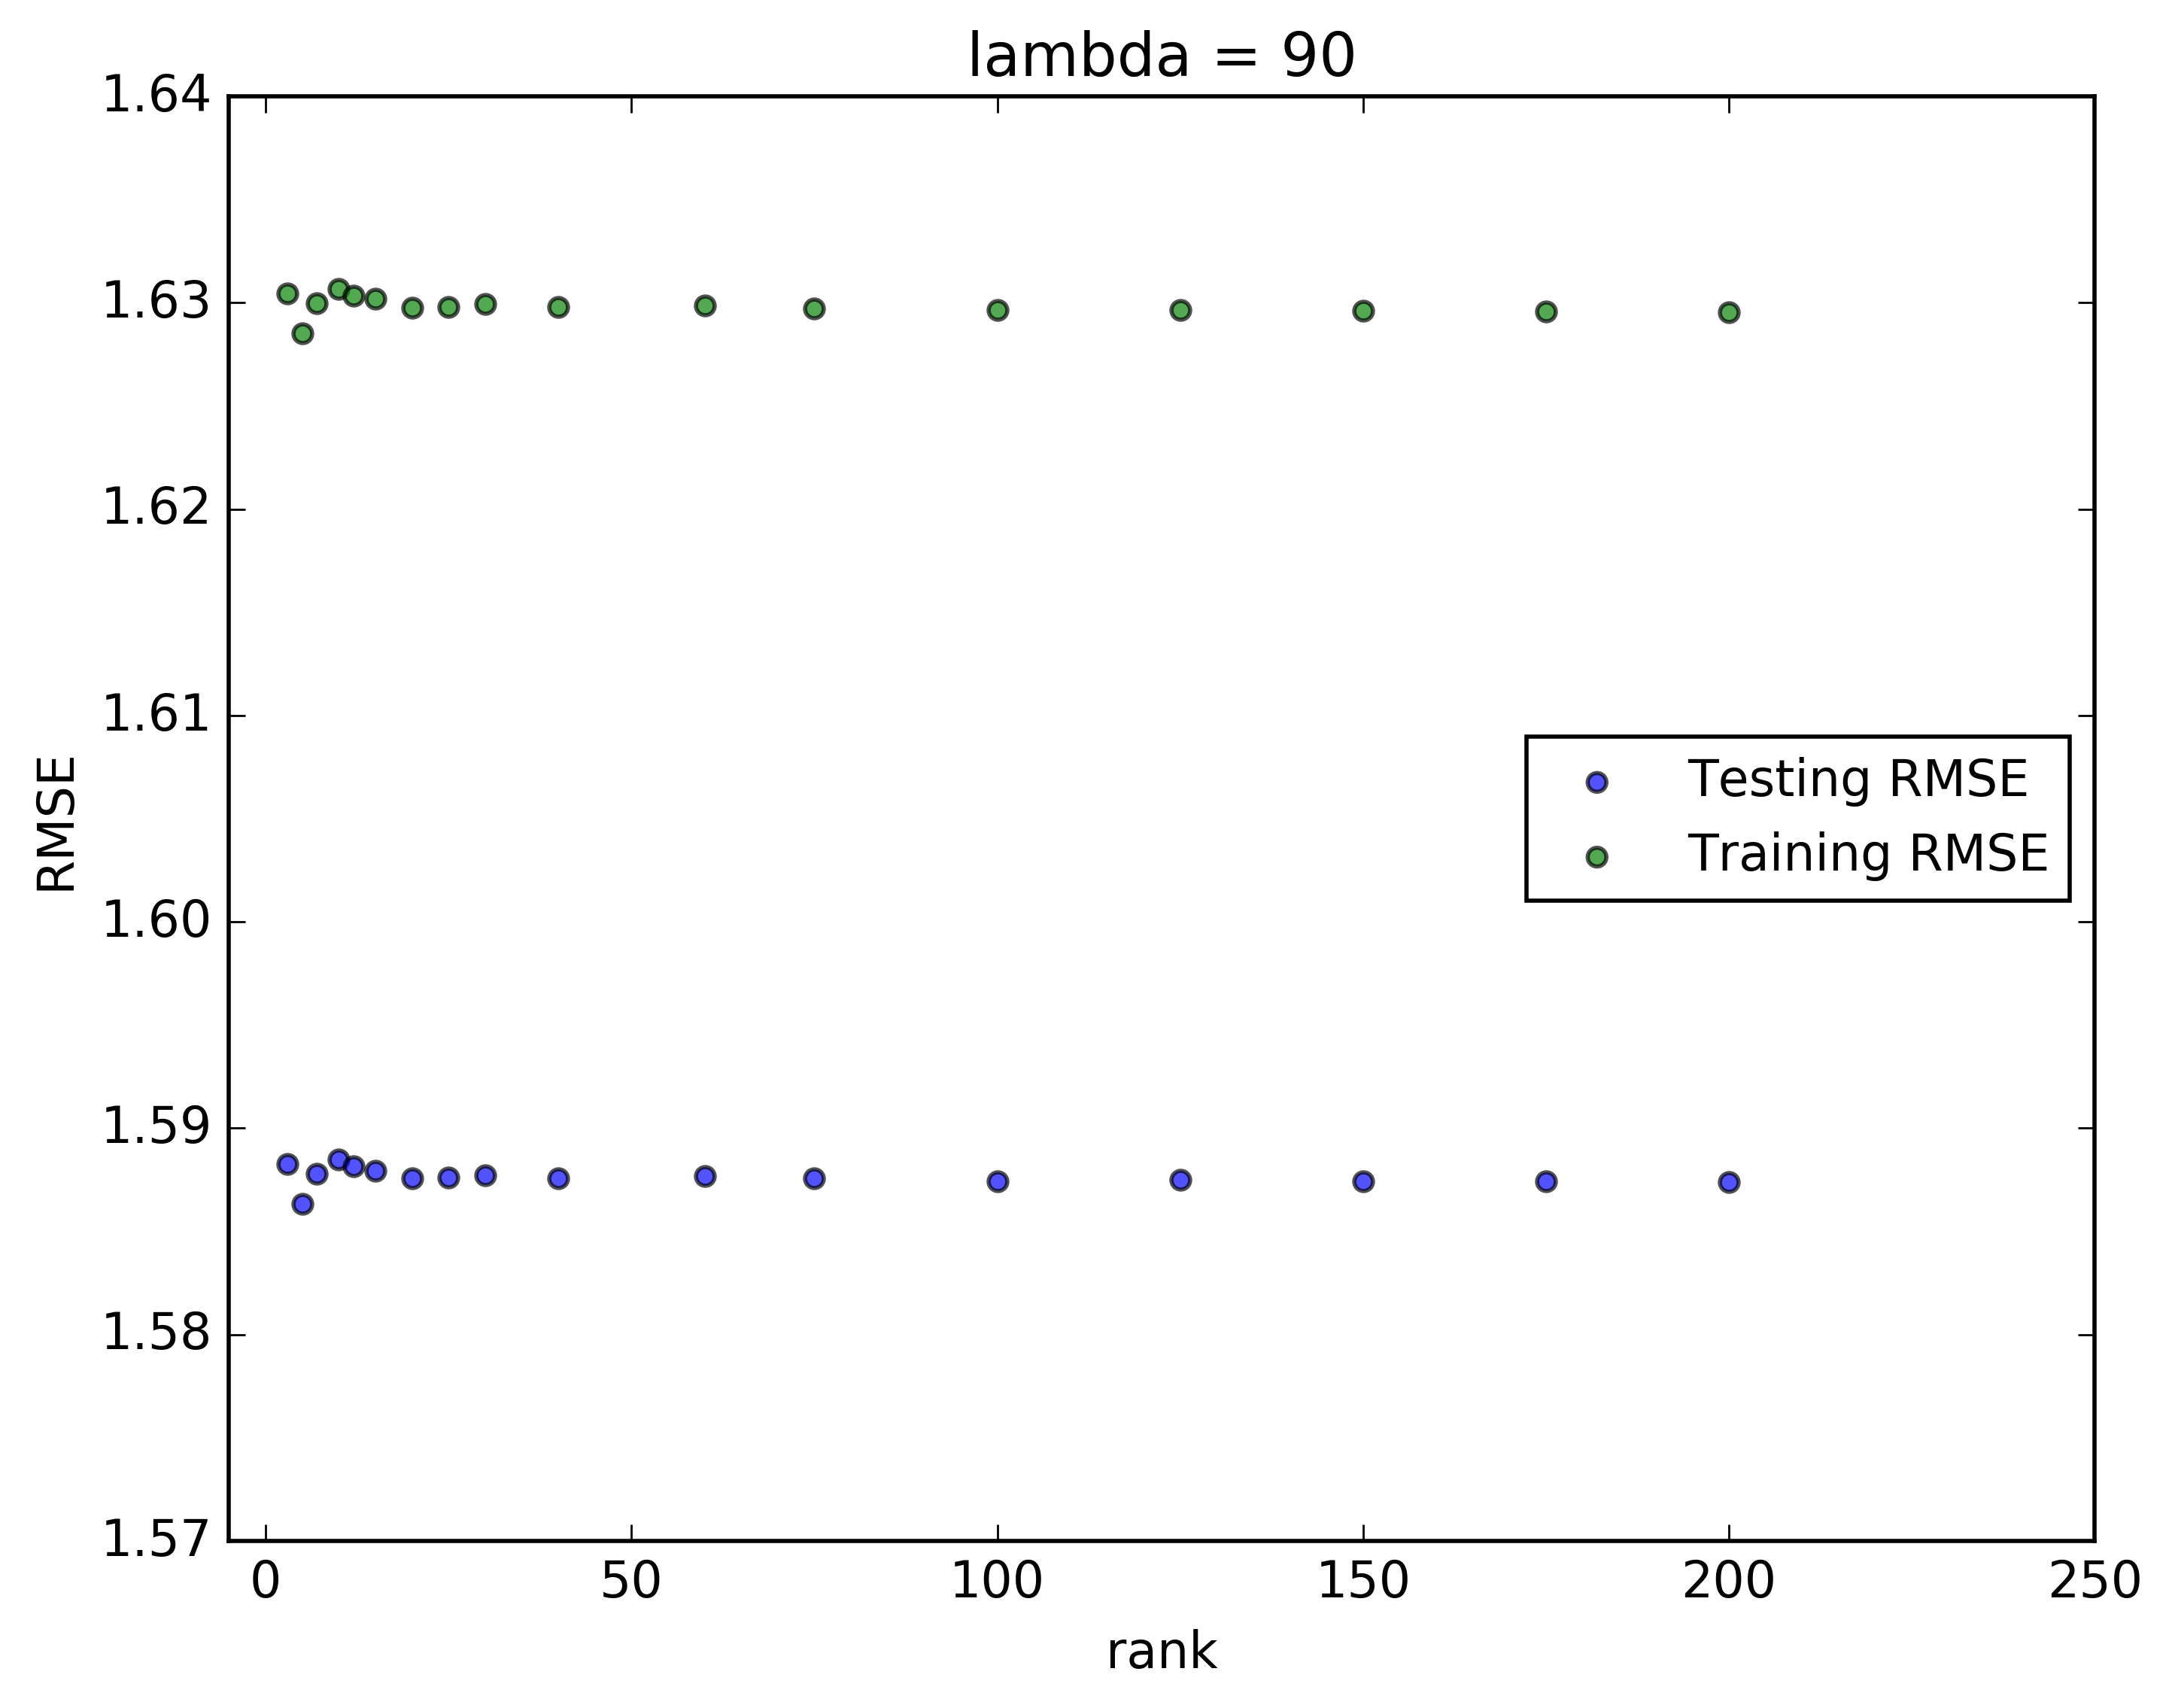 lambda = 90
1.64
1.63
1.62
1.61
1.60
1.59
1.58
1.57
RMSE
Testing RMSE
Training RMSE
0 50 100 150 200 250
rank